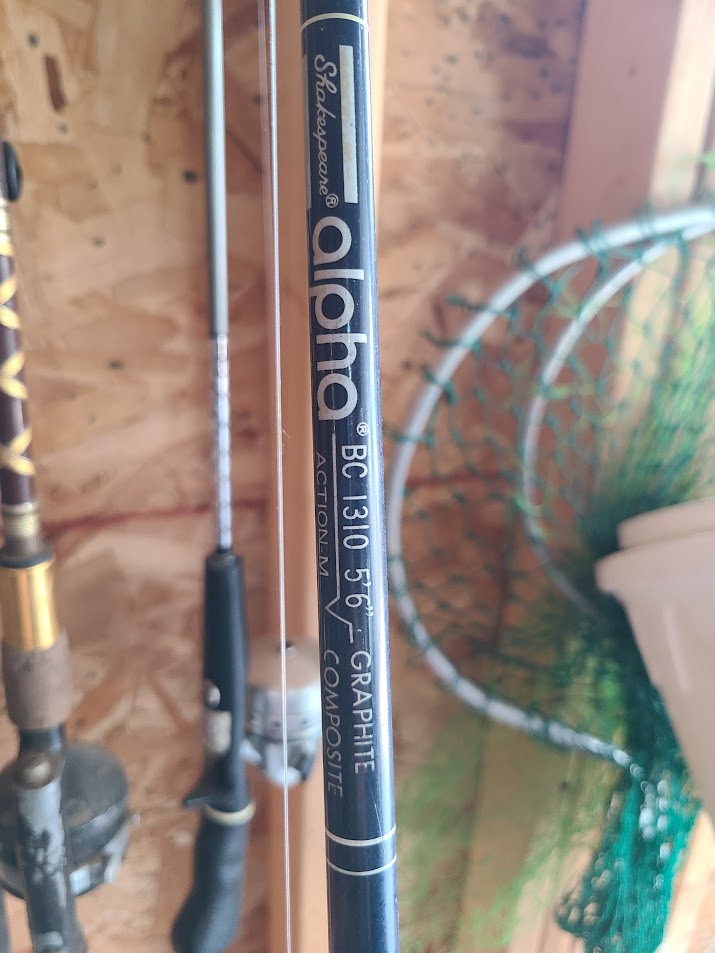 Shakespeare®
alpha®
BC 1310 5'6" · GRAPHITE
ACTION-M COMPOSITE